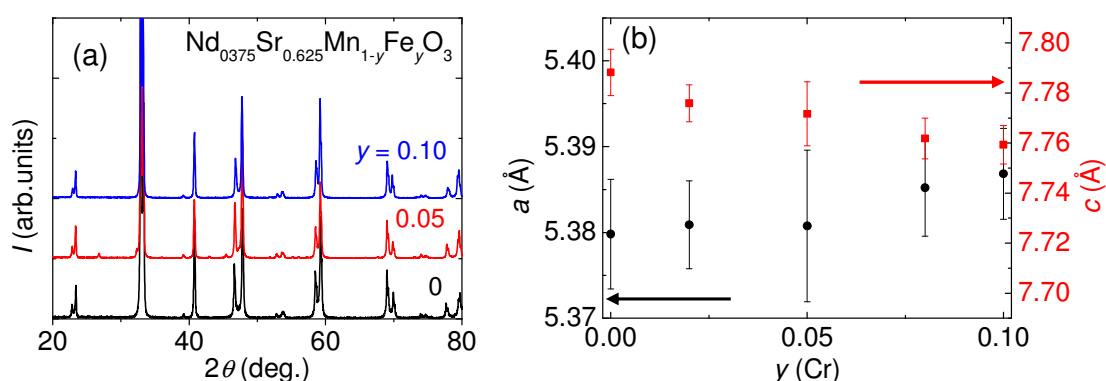 (a)
Nd0375Sr0.625Mn1-yFeyO3
y = 0.10
0.05
0
I (arb.units)
20 40 60 80
2θ (deg.)
(b)
5.40
5.39
5.38
5.37
a (Å)
7.80
7.78
7.76
7.74
7.72
7.70
c (Å)
0.00 0.05 0.10
y (Cr)